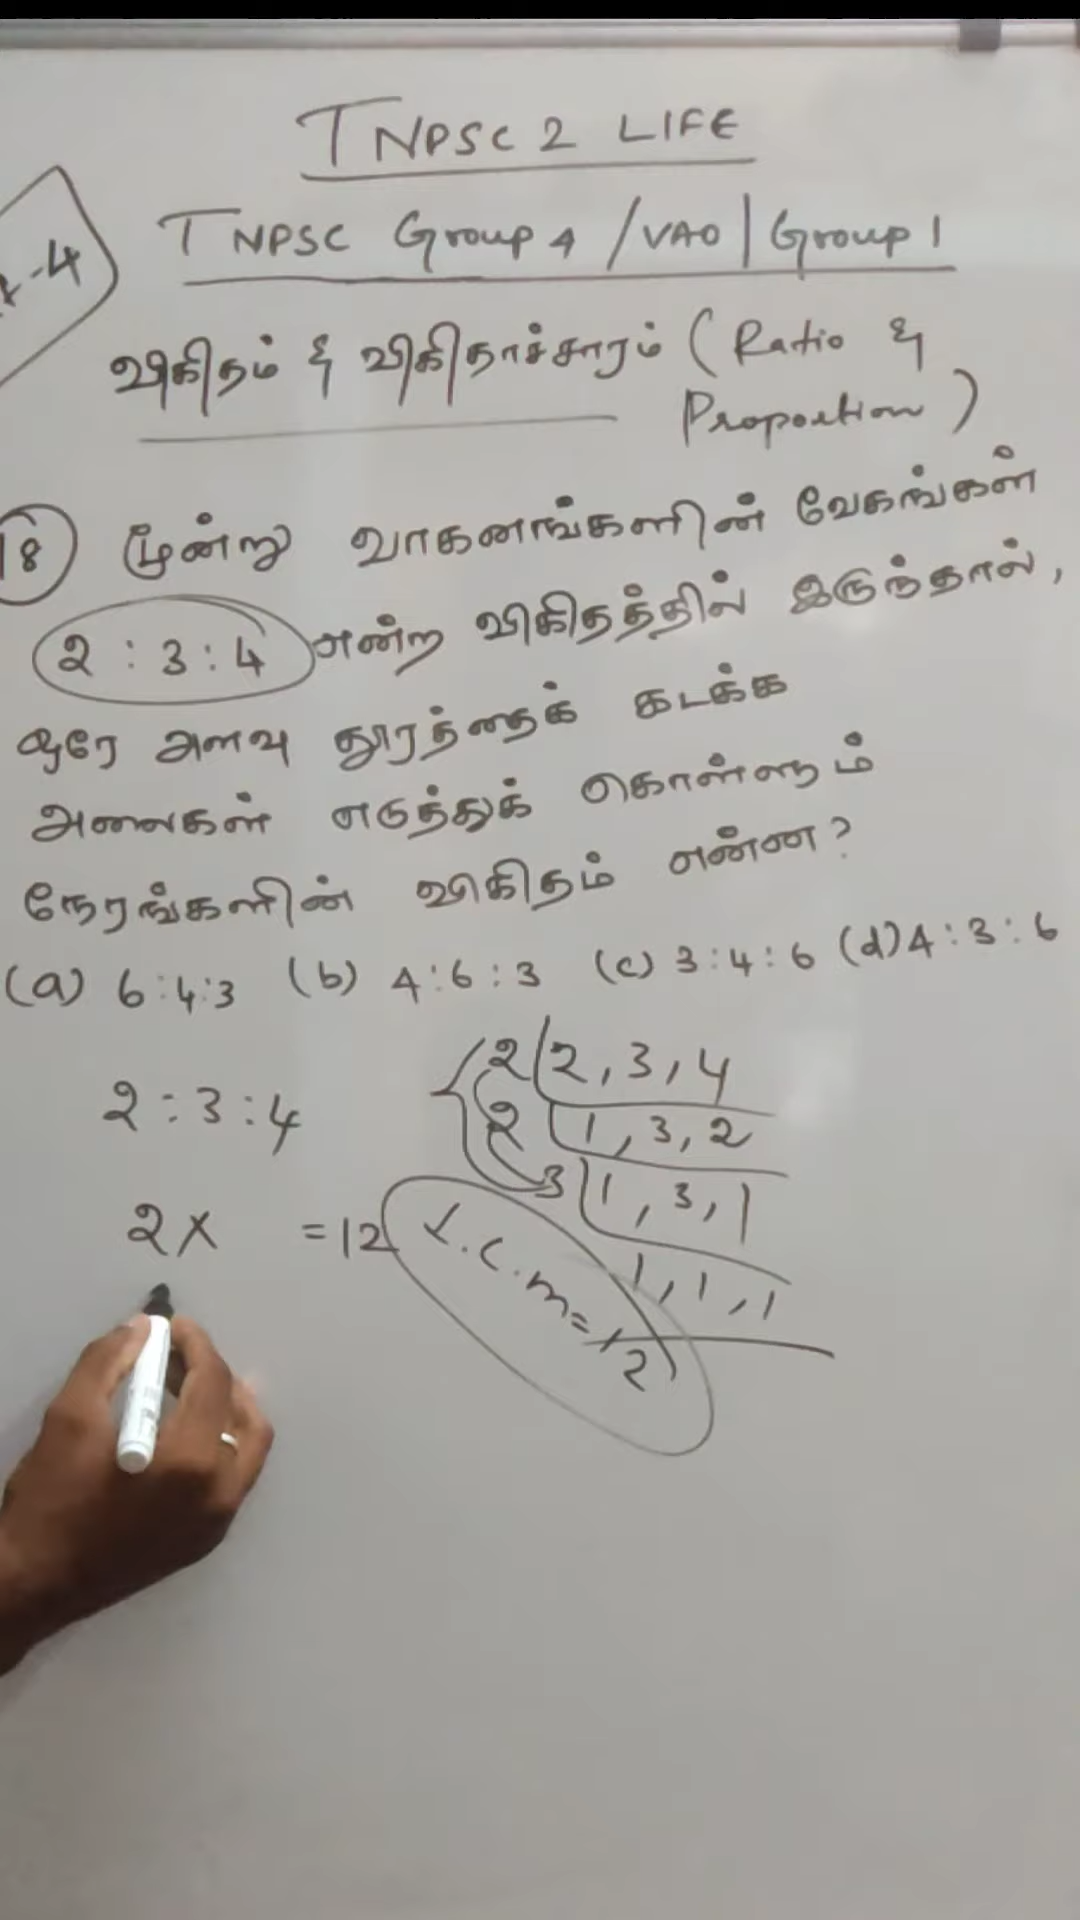 TNPSC 2 LIFE
TNPSC Group 4 / VAO | Group 1
-4
விகிதம் & விகிதாச்சாரம் (Ratio &
Proportion)
18 மூன்று வாகனங்களின் வேகங்கள்
2 : 3 : 4 என்ற விகிதத்தில் இருந்தால்,
ஒரே அளவு தூரத்தைக் கடக்க
அவைகள் எடுத்துக் கொள்ளும்
நேரங்களின் விகிதம் என்ன?
(a) 6:4:3 (b) 4:6:3 (c) 3:4:6 (d) 4:3:6
2 : 3 : 4
2 2, 3, 4
2 1, 3, 2
3 1, 3, 1
1, 1, 1
2 x = 12
L.C.M = 12